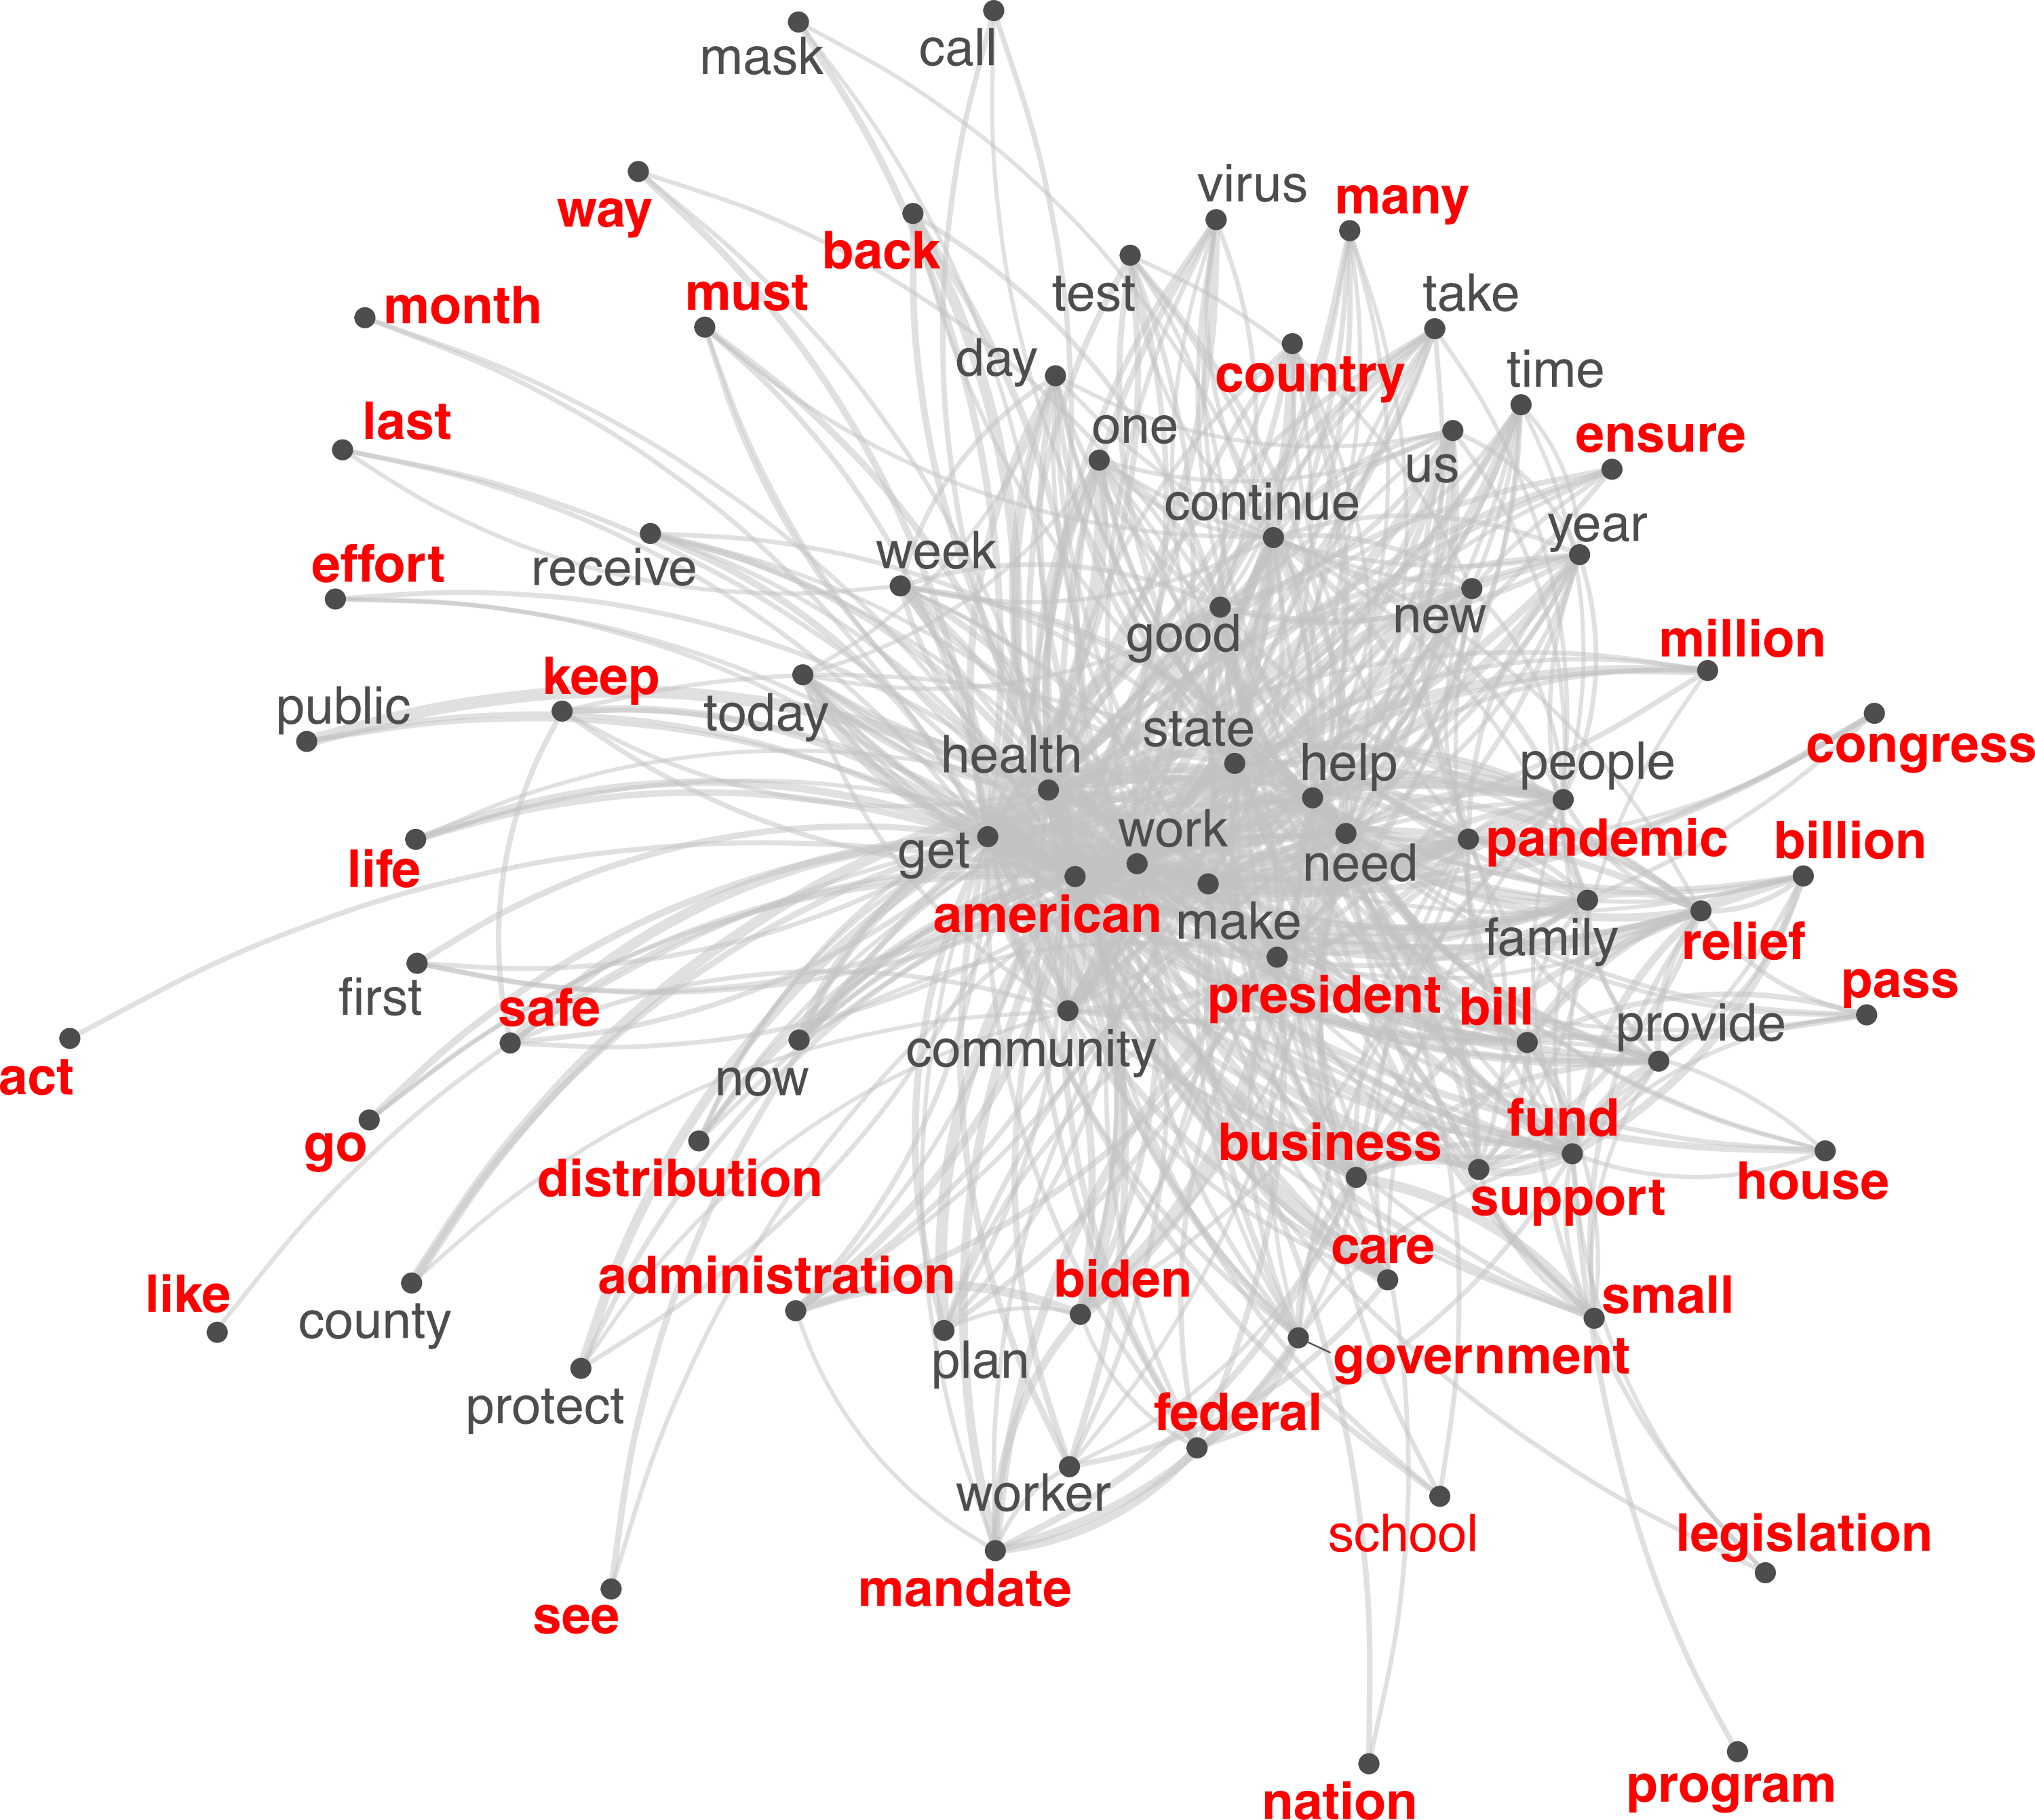 call
mask
virus
many
way
back
test
take
must
month
day
country
time
last
one
ensure
us
continue
year
week
effort
receive
new
good
million
keep
public
today
state
congress
health
help
people
work
pandemic
billion
get
need
life
american
make
family
relief
first
safe
president
bill
pass
provide
community
act
now
fund
go
business
distribution
house
support
care
administration
biden
like
small
county
government
plan
protect
federal
worker
school
legislation
mandate
see
program
nation